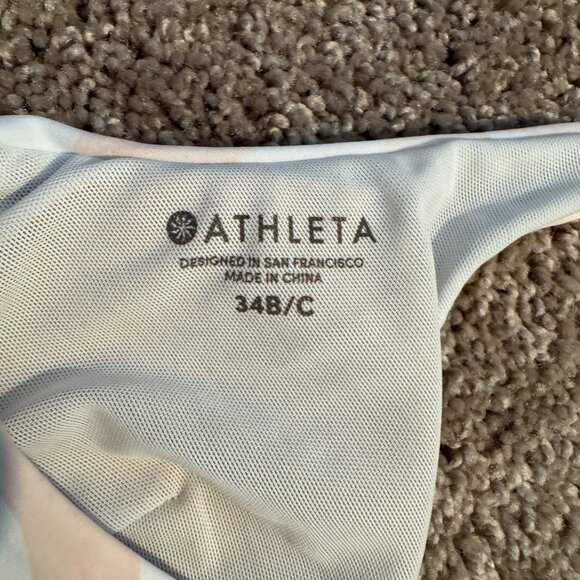 ATHLETA
DESIGNED IN SAN FRANCISCO
MADE IN CHINA
34B/C